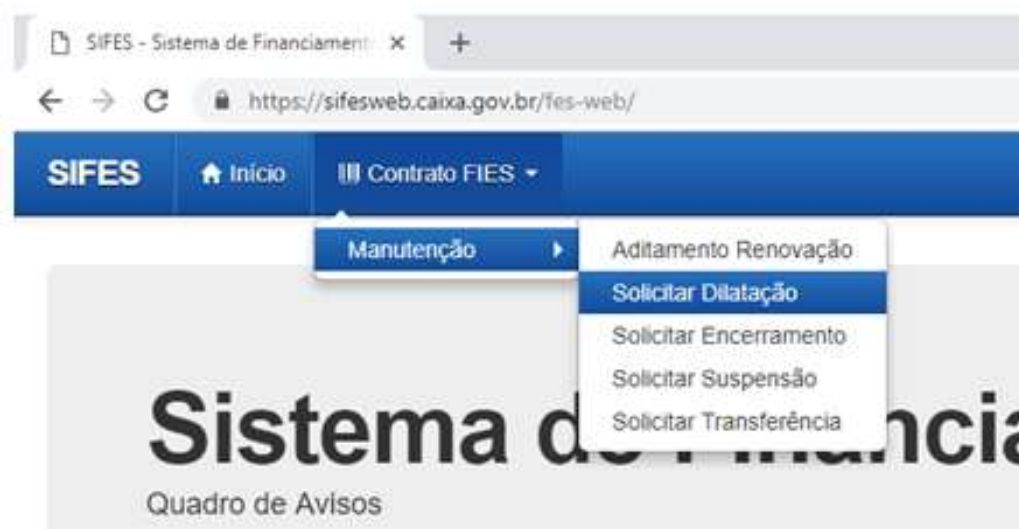 SIFES - Sistema de Financiament
https://sifesweb.caixa.gov.br/fes-web/
SIFES Início Contrato FIES
Manutenção
Aditamento Renovação
Solicitar Dilatação
Solicitar Encerramento
Solicitar Suspensão
Solicitar Transferência
Sistema
Quadro de Avisos